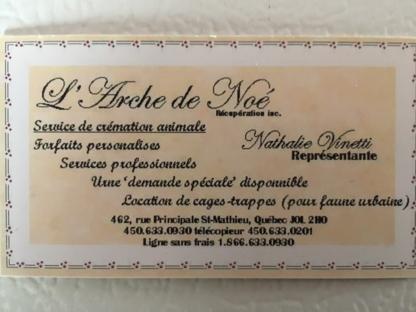 L'Arche de Noé
Récupération inc.
Service de crémation animale
Forfaits personalises
Nathalie Vinetti
Représentante
Services professionnels
Urne 'demande spéciale' disponnible
Location de cages-trappes (pour faune urbaine)
462, rue Principale St-Mathieu, Québec J0L 2H0
450.633.0930 télécopieur 450.633.0201
Ligne sans frais 1.866.633.0930